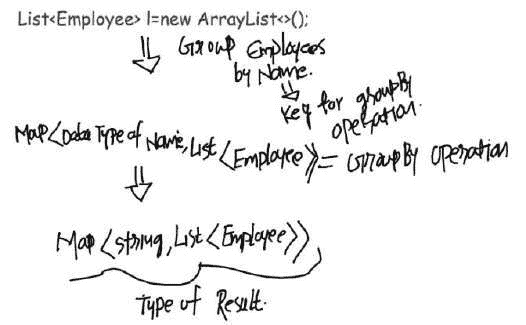 List<Employee> l=new ArrayList<>();
Group Employees
by Name.
Key for groupBy
operation.
Map<Data Type of Name, List<Employee>> = GroupBy operation
Map<string, List<Employee>>
Type of Result.